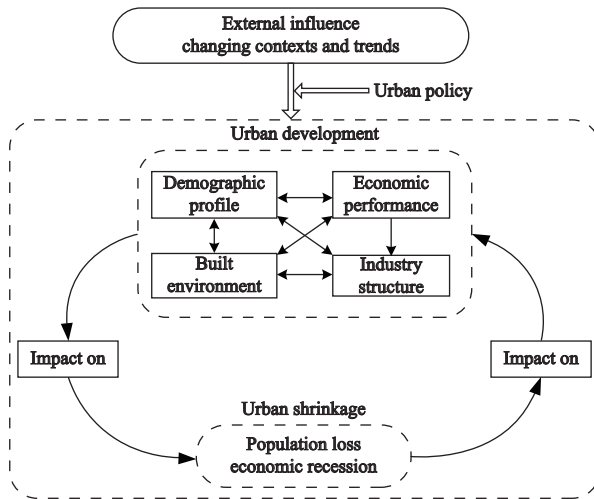 External influence
changing contexts and trends
Urban policy
Urban development
Demographic
profile
Economic
performance
Built
environment
Industry
structure
Impact on
Impact on
Urban shrinkage
Population loss
economic recession